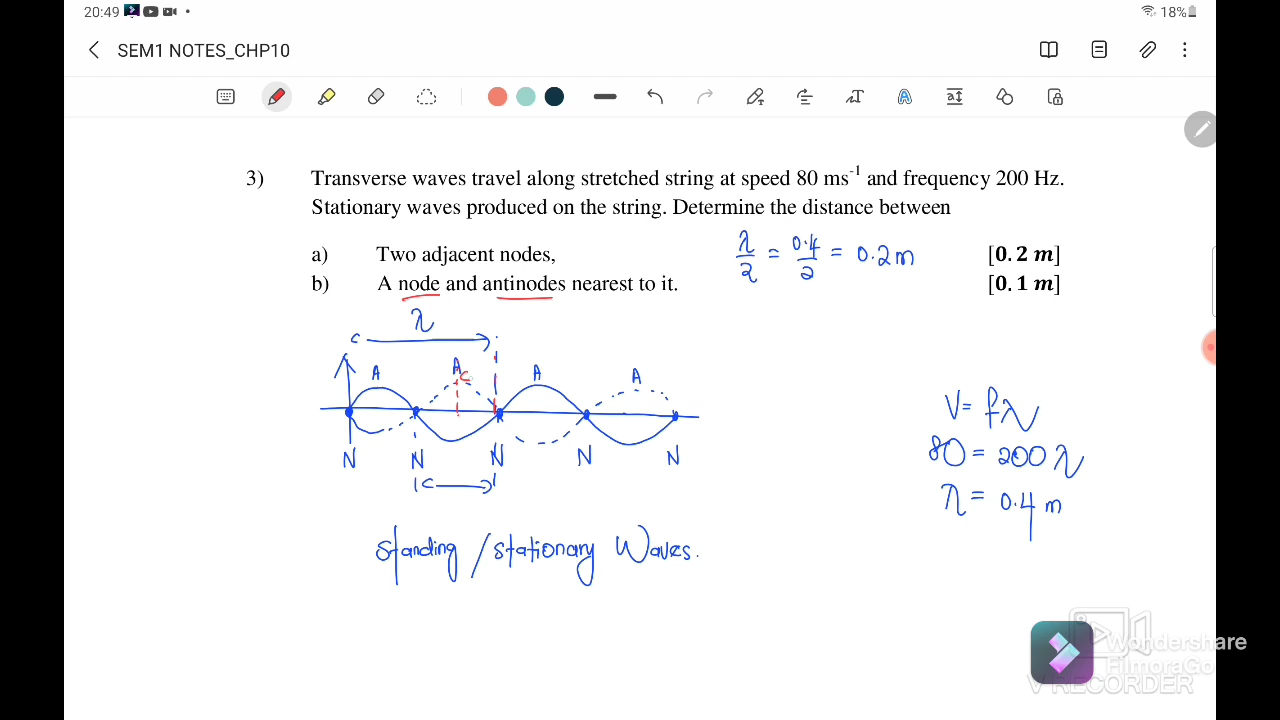 20:49
18%
SEM1 NOTES_CHP10
3) Transverse waves travel along stretched string at speed 80 ms⁻¹ and frequency 200 Hz.
Stationary waves produced on the string. Determine the distance between
a) Two adjacent nodes, λ/2 = 0.4/2 = 0.2m [0.2 m]
b) A node and antinodes nearest to it. [0.1 m]
λ
A A A A
N N N N N
V = fλ
80 = 200 λ
λ = 0.4 m
Standing / stationary Waves.
Wondershare
FilmoraGo
V RECORDER